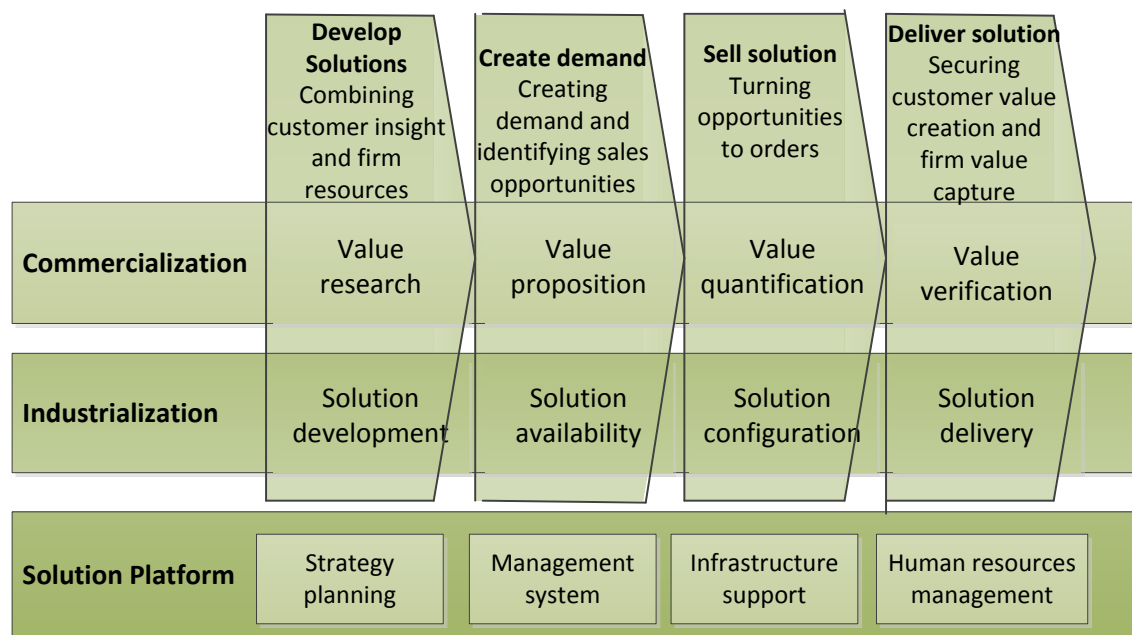 Develop
Solutions
Combining
customer insight
and firm
resources
Create demand
Creating
demand and
identifying sales
opportunities
Sell solution
Turning
opportunities
to orders
Deliver solution
Securing
customer value
creation and
firm value
capture
Commercialization
Value
research
Value
proposition
Value
quantification
Value
verification
Industrialization
Solution
development
Solution
availability
Solution
configuration
Solution
delivery
Solution Platform
Strategy
planning
Management
system
Infrastructure
support
Human resources
management